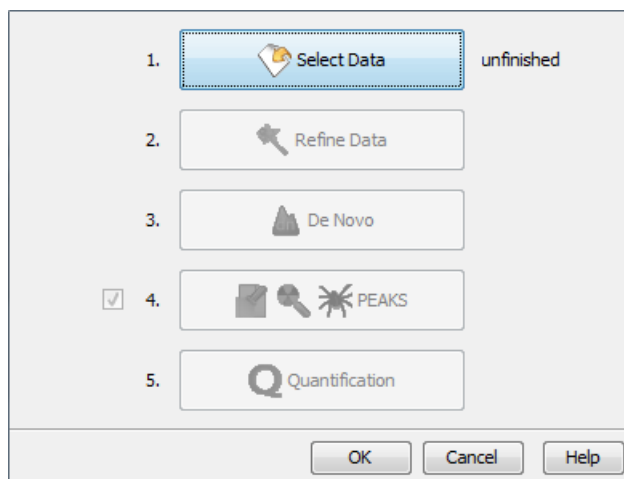 1. Select Data unfinished
2. Refine Data
3. De Novo
4. PEAKS
5. Q Quantification
OK Cancel Help